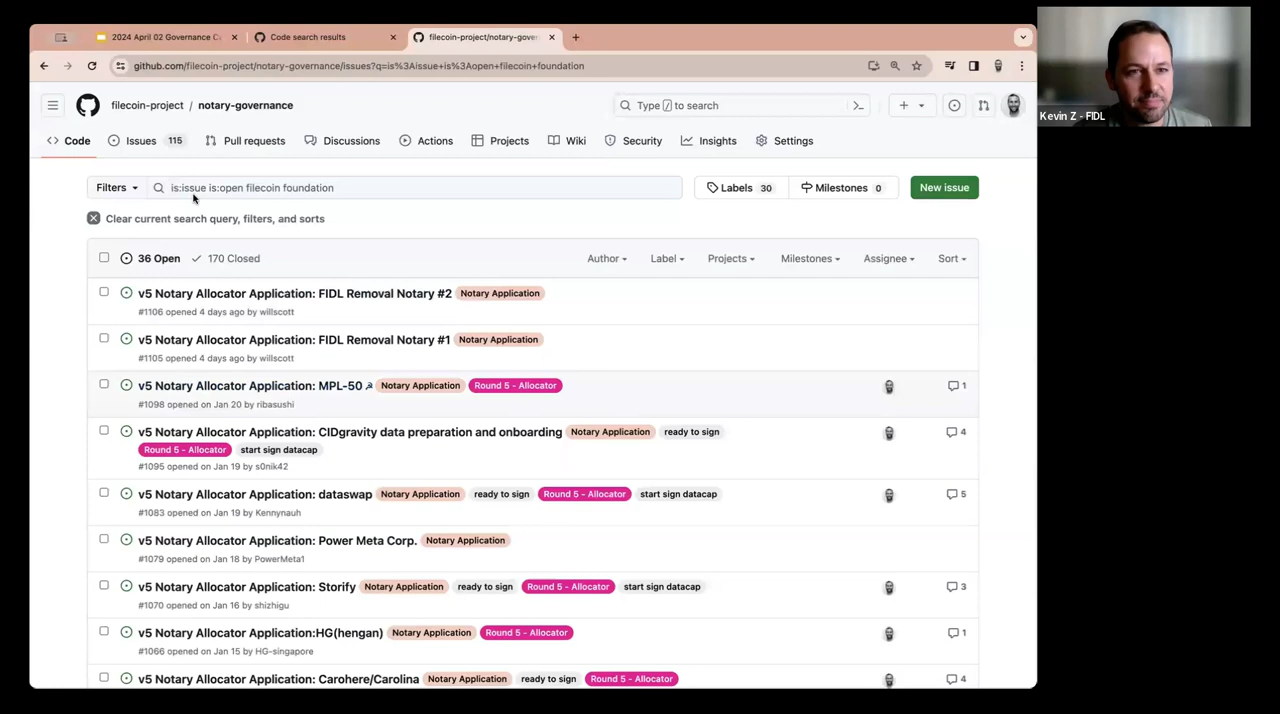 2024 April 02 Governance C
Code search results
filecoin-project/notary-gover
github.com/filecoin-project/notary-governance/issues?q=is%3Aissue+is%3Aopen+filecoin+foundation
filecoin-project / notary-governance
Type / to search
Code
Issues 115
Pull requests
Discussions
Actions
Projects
Wiki
Security
Insights
Settings
Filters
is:issue is:open filecoin foundation
Labels 30
Milestones 0
New issue
Clear current search query, filters, and sorts
36 Open 170 Closed
Author
Label
Projects
Milestones
Assignee
Sort
v5 Notary Allocator Application: FIDL Removal Notary #2 Notary Application
#1106 opened 4 days ago by willscott
v5 Notary Allocator Application: FIDL Removal Notary #1 Notary Application
#1105 opened 4 days ago by willscott
v5 Notary Allocator Application: MPL-50 Notary Application Round 5 - Allocator 1
#1098 opened on Jan 20 by ribasushi
v5 Notary Allocator Application: CIDgravity data preparation and onboarding Notary Application ready to sign 4
Round 5 - Allocator start sign datacap
#1095 opened on Jan 19 by s0nik42
v5 Notary Allocator Application: dataswap Notary Application ready to sign Round 5 - Allocator start sign datacap 5
#1083 opened on Jan 19 by Kennynauh
v5 Notary Allocator Application: Power Meta Corp. Notary Application
#1079 opened on Jan 18 by PowerMeta1
v5 Notary Allocator Application: Storify Notary Application ready to sign Round 5 - Allocator start sign datacap 3
#1070 opened on Jan 16 by shizhigu
v5 Notary Allocator Application:HG(hengan) Notary Application Round 5 - Allocator 1
#1066 opened on Jan 15 by HG-singapore
v5 Notary Allocator Application: Carohere/Carolina Notary Application ready to sign Round 5 - Allocator 4
Kevin Z - FIDL